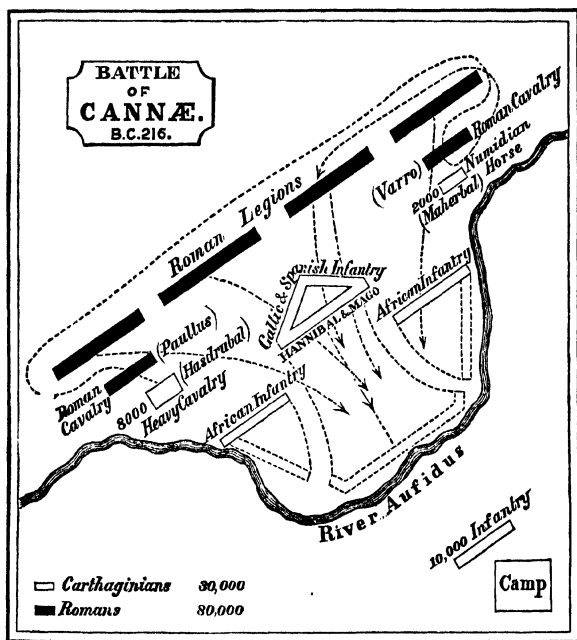 BATTLE
OF
CANNÆ.
B.C.216.
Roman Legions
Roman Cavalry
(Varro)
Numidian
Horse
2000
(Maherbal)
Gallic & Spanish Infantry
HANNIBAL & MAGO
African Infantry
(Paullus)
Roman
Cavalry
(Hasdrubal)
8000
Heavy Cavalry
African Infantry
River Aufidus
10,000 Infantry
Camp
Carthaginians 30,000
Romans 80,000